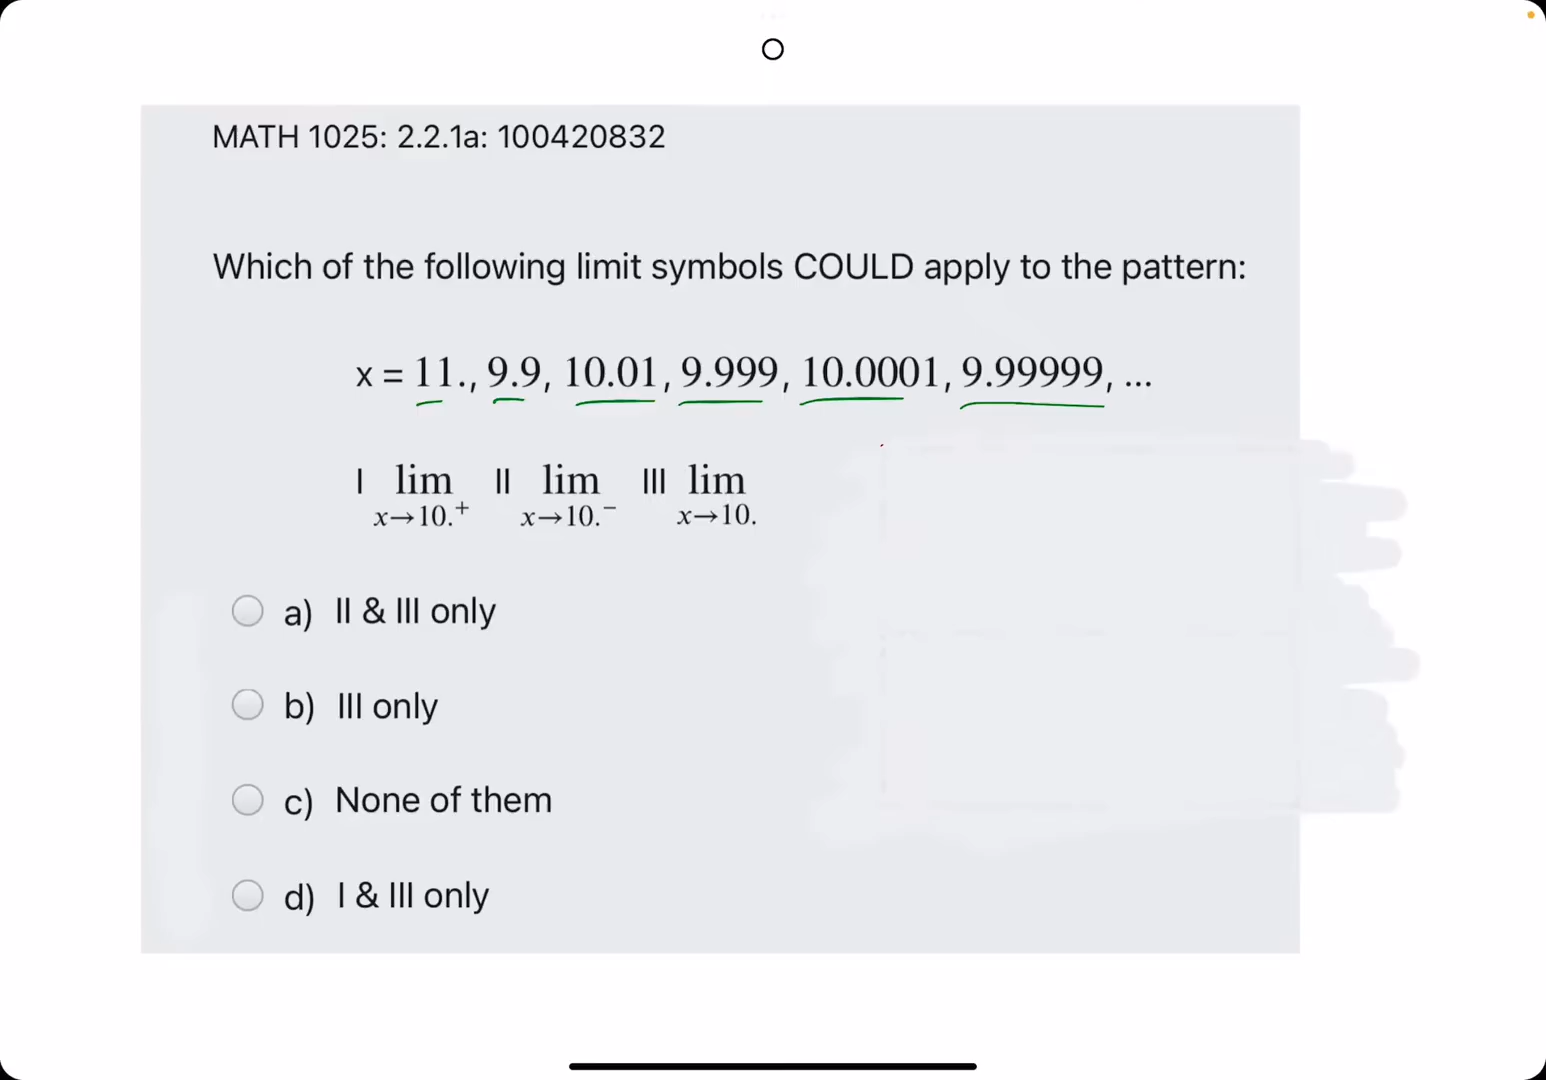 MATH 1025: 2.2.1a: 100420832
Which of the following limit symbols COULD apply to the pattern:
x = 11., 9.9, 10.01, 9.999, 10.0001, 9.99999, ...
I lim x→10.⁺ II lim x→10.⁻ III lim x→10.
a) II & III only
b) III only
c) None of them
d) I & III only